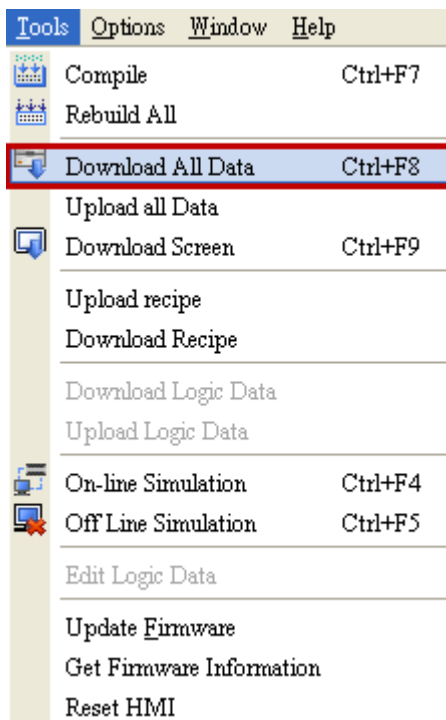 Tools Options Window Help
Compile Ctrl+F7
Rebuild All
Download All Data Ctrl+F8
Upload all Data
Download Screen Ctrl+F9
Upload recipe
Download Recipe
Download Logic Data
Upload Logic Data
On-line Simulation Ctrl+F4
Off Line Simulation Ctrl+F5
Edit Logic Data
Update Firmware
Get Firmware Information
Reset HMI